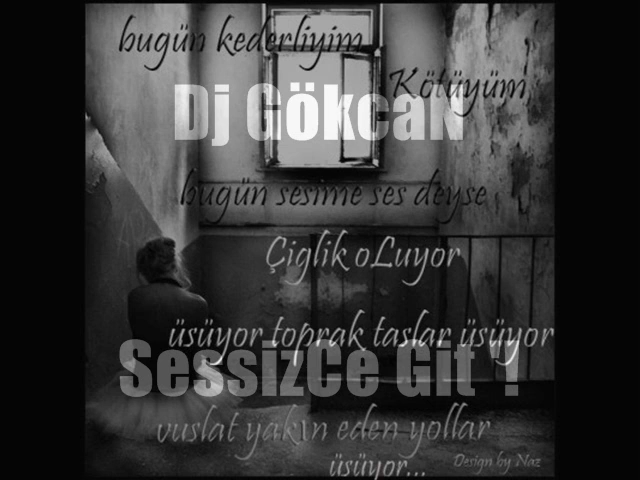 bugün kederliyim
Kötüyüm
Dj GökcaN
bugün sesime ses deyse
Çiglik oLuyor
üsüyor toprak taslar üsüyor
SessizCe Git "!
vuslat yakın eden yollar
üsüyor...
Design by Naz